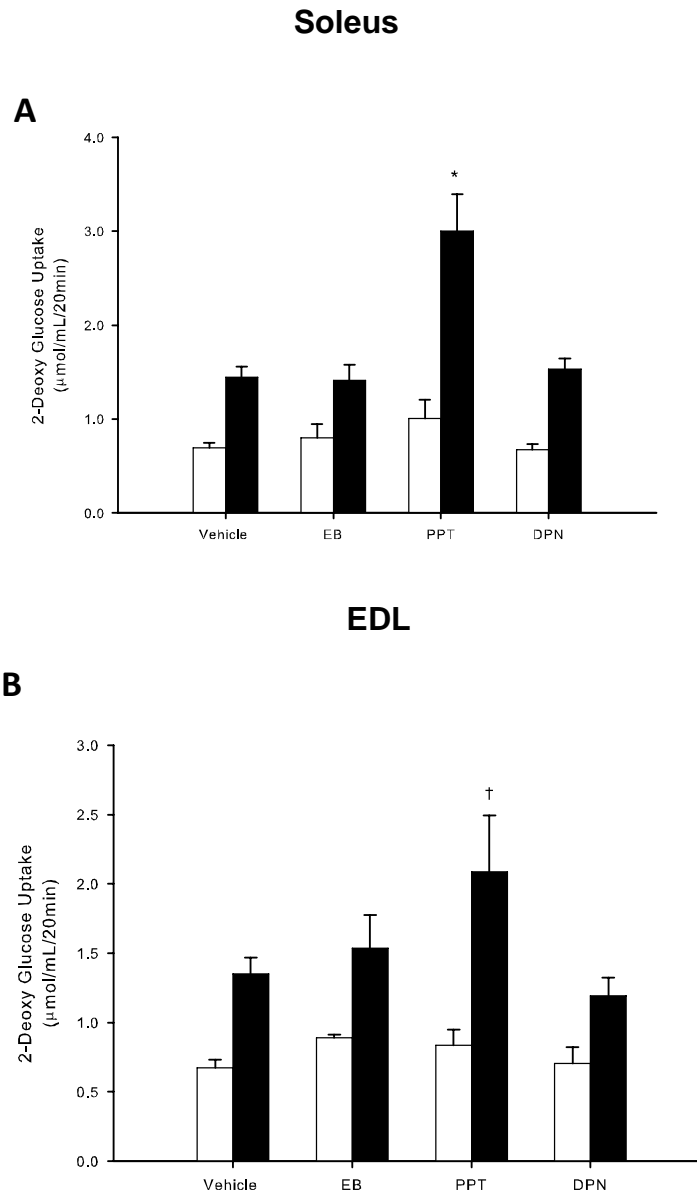 Soleus
A
4.0
3.0
2.0
1.0
0.0
2-Deoxy Glucose Uptake
(μmol/mL/20min)
*
Vehicle EB PPT DPN
EDL
B
3.0
2.5
2.0
1.5
1.0
0.5
0.0
2-Deoxy Glucose Uptake
(μmol/mL/20min)
†
Vehicle EB PPT DPN